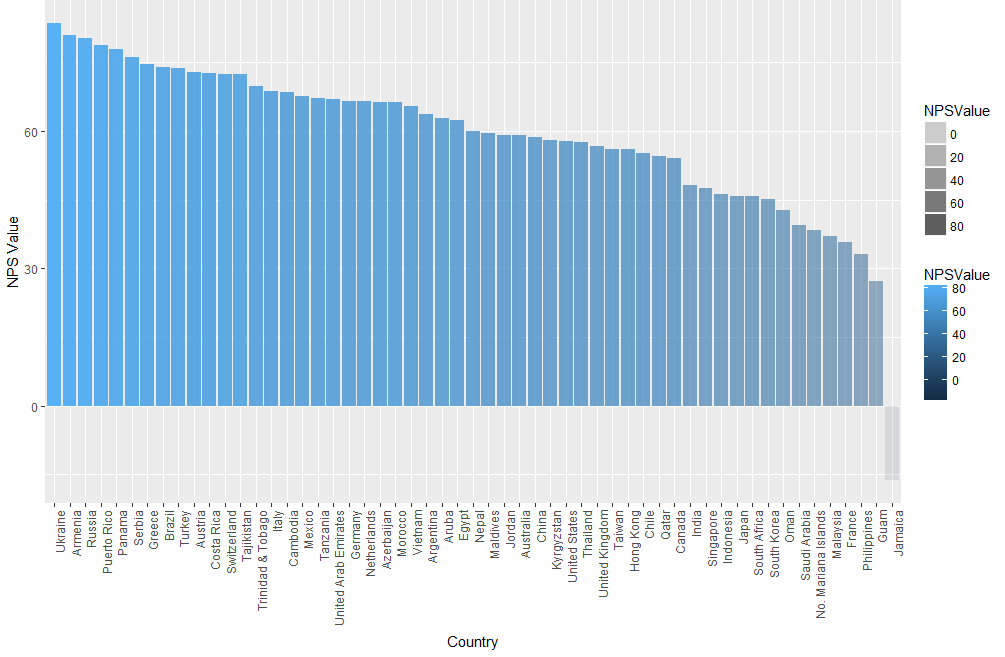 NPS Value
60
30
0
Ukraine
Armenia
Russia
Puerto Rico
Panama
Serbia
Greece
Brazil
Turkey
Austria
Costa Rica
Switzerland
Tajikistan
Trinidad & Tobago
Italy
Cambodia
Mexico
Tanzania
United Arab Emirates
Germany
Netherlands
Azerbaijan
Morocco
Vietnam
Argentina
Aruba
Egypt
Nepal
Maldives
Jordan
Australia
China
Kyrgyzstan
United States
Thailand
United Kingdom
Taiwan
Hong Kong
Chile
Qatar
Canada
India
Singapore
Indonesia
Japan
South Africa
South Korea
Oman
Saudi Arabia
No. Mariana Islands
Malaysia
France
Philippines
Guam
Jamaica
Country
NPSValue
0
20
40
60
80
NPSValue
80
60
40
20
0